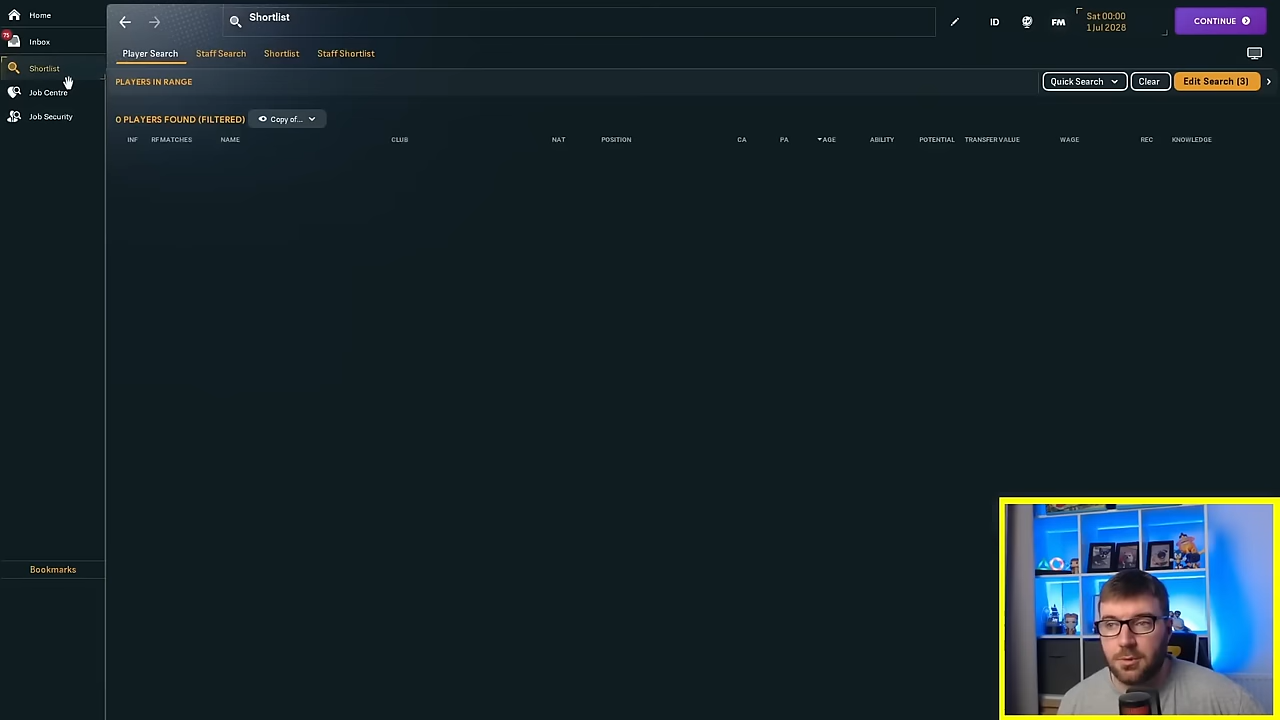 Home
75
Inbox
Shortlist
Job Centre
Job Security
Bookmarks
Shortlist
ID
FM
Sat 00:00
1 Jul 2028
CONTINUE
Player Search
Staff Search
Shortlist
Staff Shortlist
PLAYERS IN RANGE
Quick Search
Clear
Edit Search (3)
0 PLAYERS FOUND (FILTERED)
Copy of...
INF
RF MATCHES
NAME
CLUB
NAT
POSITION
CA
PA
AGE
ABILITY
POTENTIAL
TRANSFER VALUE
WAGE
REC
KNOWLEDGE